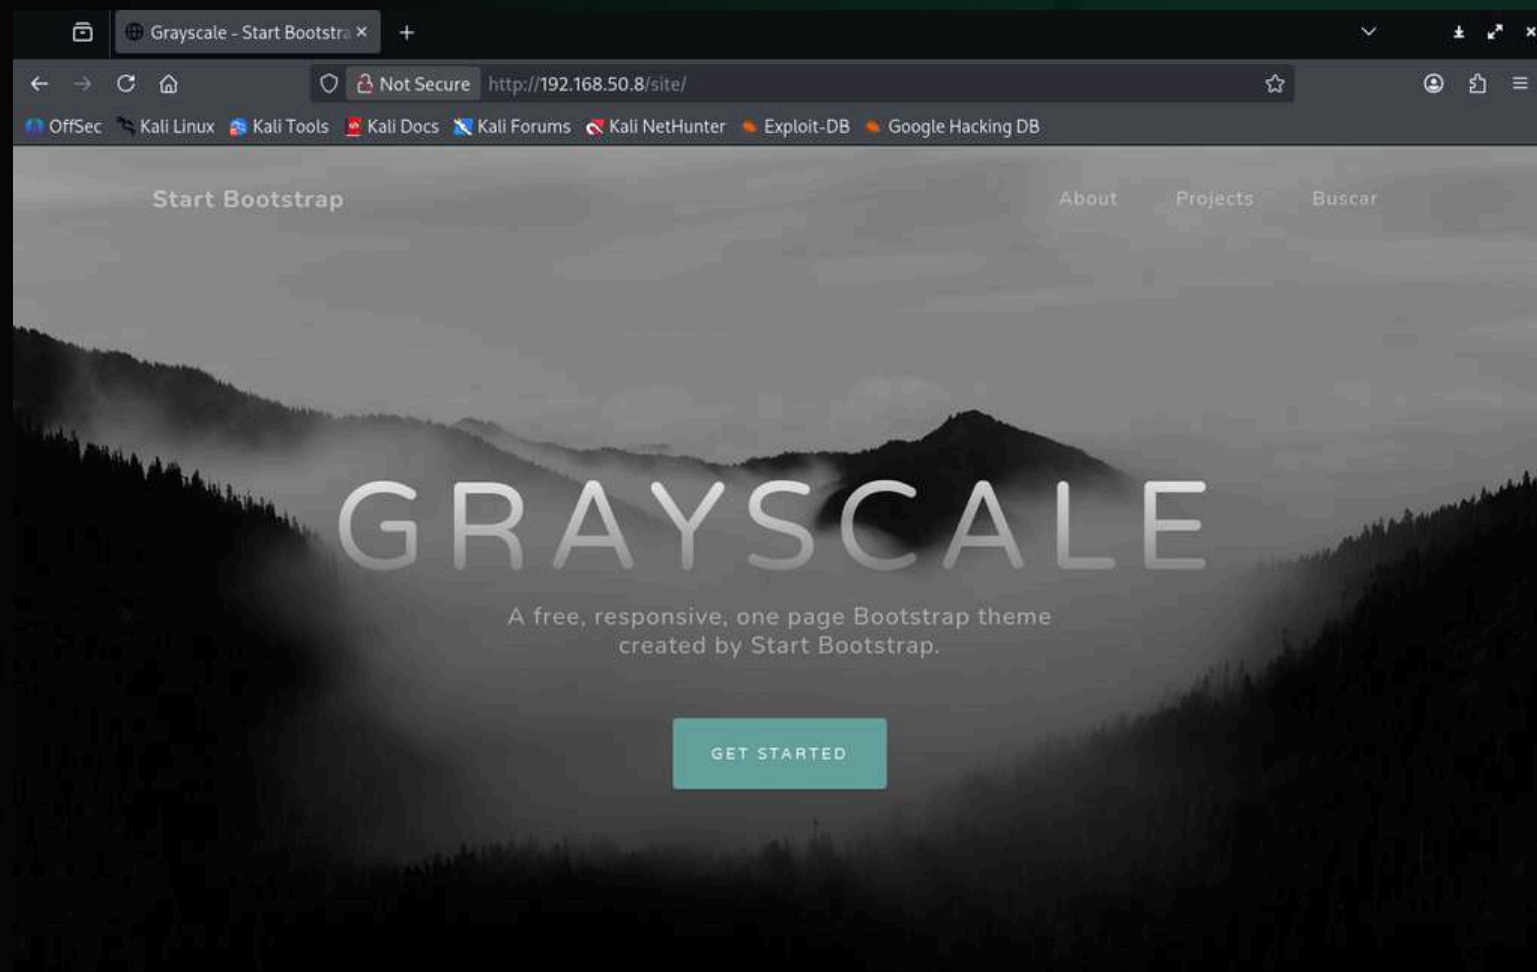 Grayscale - Start Bootstra
Not Secure http://192.168.50.8/site/
OffSec Kali Linux Kali Tools Kali Docs Kali Forums Kali NetHunter Exploit-DB Google Hacking DB
Start Bootstrap About Projects Buscar
GRAYSCALE
A free, responsive, one page Bootstrap theme
created by Start Bootstrap.
GET STARTED